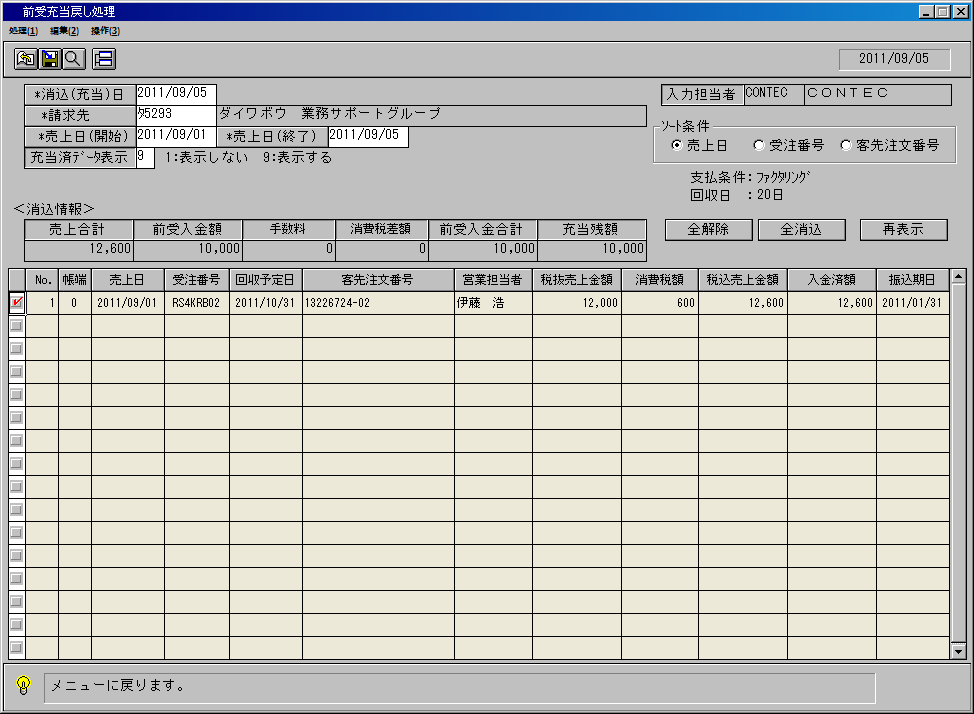 前受充当戻し処理
処理(1) 編集(2) 操作(3)
2011/09/05
*消込(充当)日 2011/09/05 入力担当者 CONTEC ＣＯＮＴＥＣ
*請求先 ﾀ5293 ダイワボウ 業務サポートグループ
*売上日(開始) 2011/09/01 *売上日(終了) 2011/09/05
ｿｰﾄ条件
売上日 受注番号 客先注文番号
充当済ﾃﾞｰﾀ表示 9 1:表示しない 9:表示する
支払条件:ﾌｧｸﾀﾘﾝｸﾞ
回収日 :20日
＜消込情報＞
売上合計 前受入金額 手数料 消費税差額 前受入金合計 充当残額
12,600 10,000 0 0 10,000 10,000
全解除 全消込 再表示
No. 帳端 売上日 受注番号 回収予定日 客先注文番号 営業担当者 税抜売上金額 消費税額 税込売上金額 入金済額 振込期日
1 0 2011/09/01 RS4KRB02 2011/10/31 13226724-02 伊藤 浩 12,000 600 12,600 12,600 2011/01/31
メニューに戻ります。